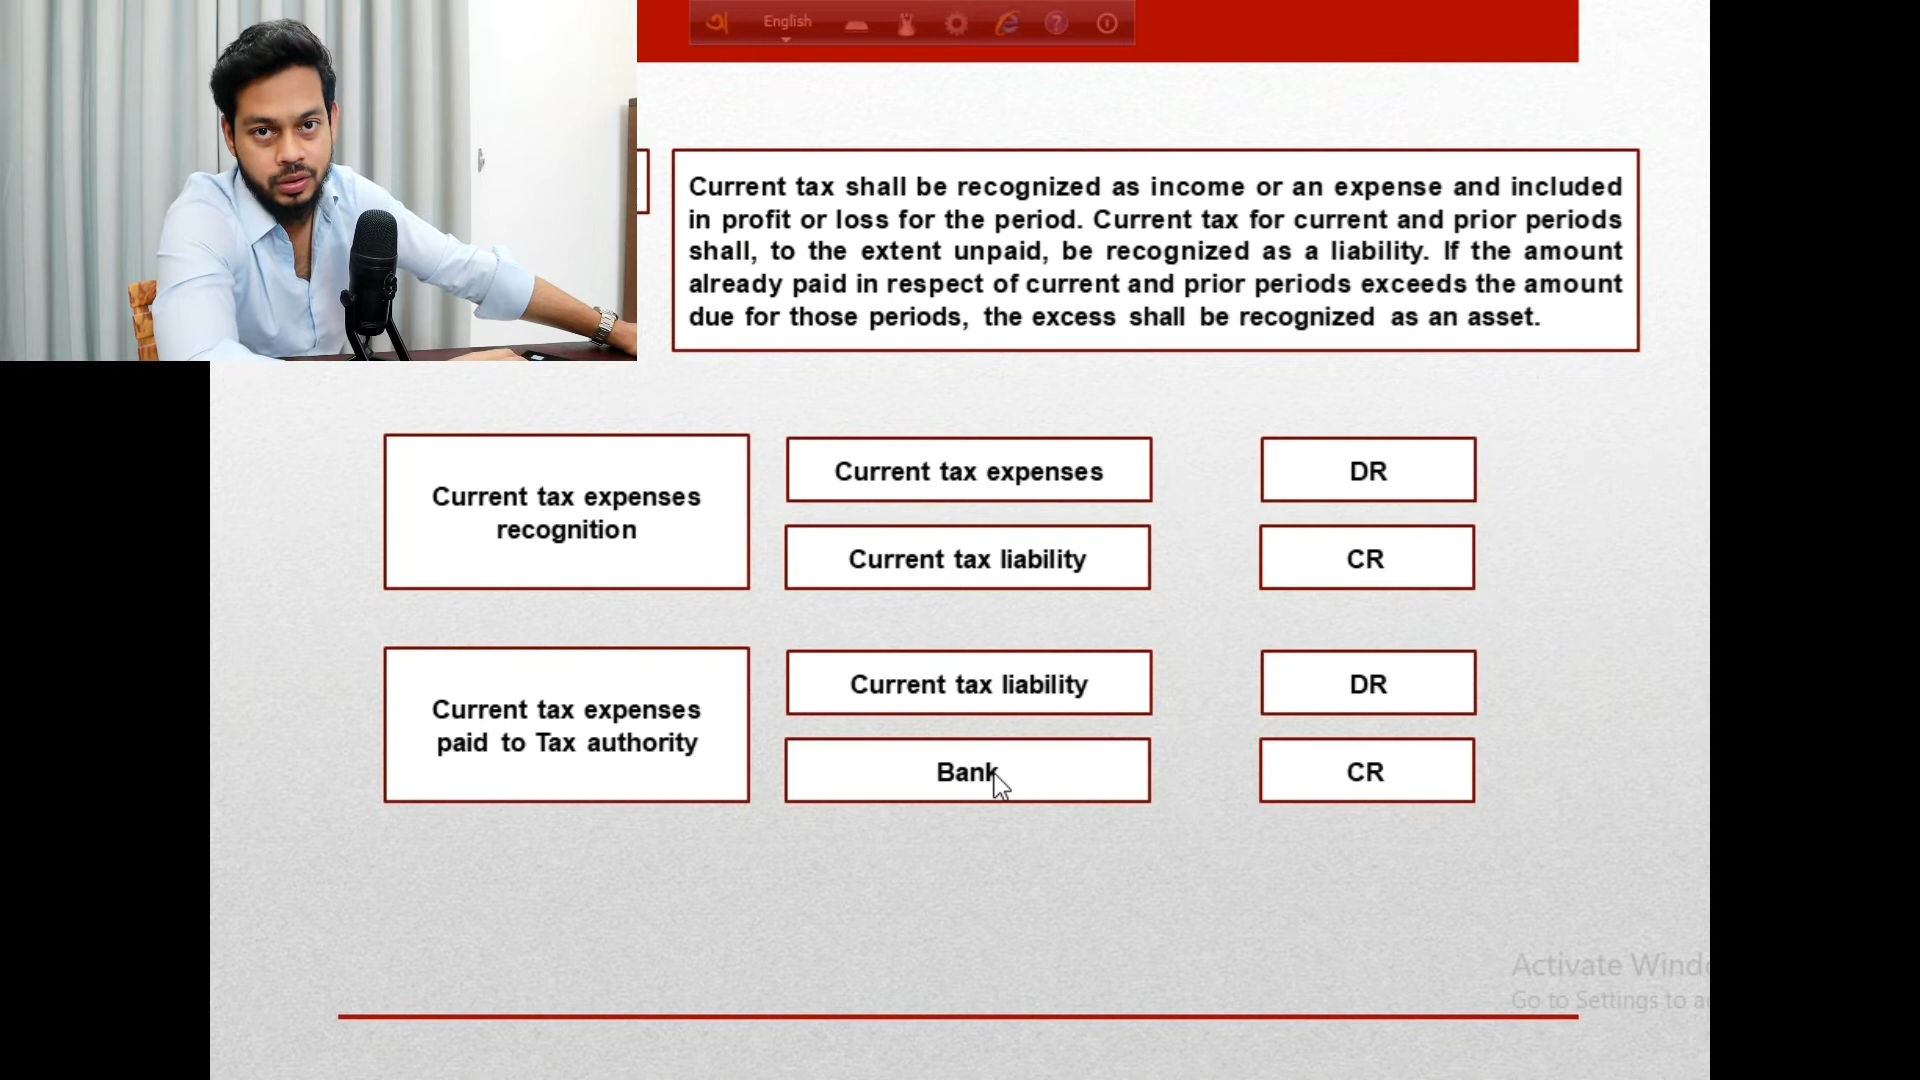 অ English ?
Current tax shall be recognized as income or an expense and included
in profit or loss for the period. Current tax for current and prior periods
shall, to the extent unpaid, be recognized as a liability. If the amount
already paid in respect of current and prior periods exceeds the amount
due for those periods, the excess shall be recognized as an asset.
Current tax expenses
recognition
Current tax expenses
DR
Current tax liability
CR
Current tax expenses
paid to Tax authority
Current tax liability
DR
Bank
CR
Activate Windo
Go to Settings to a